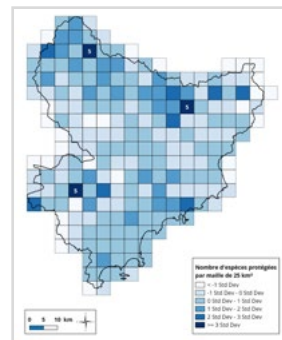 5
5
5
Nombre d'espèces protégées
par maille de 25 km²
< -1 Std Dev
-1 Std Dev - 0 Std Dev
0 Std Dev - 1 Std Dev
1 Std Dev - 2 Std Dev
2 Std Dev - 3 Std Dev
>= 3 Std Dev
0 5 10 km